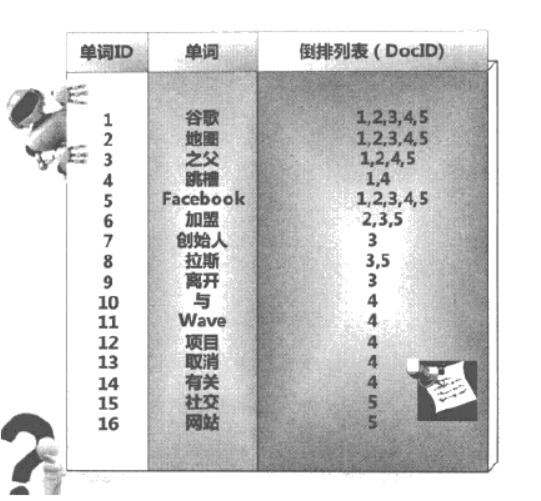 单词ID 单词 倒排列表（DocID)
1 谷歌 1,2,3,4,5
2 地图 1,2,3,4,5
3 之父 1,2,4,5
4 跳槽 1,4
5 Facebook 1,2,3,4,5
6 加盟 2,3,5
7 创始人 3
8 拉斯 3,5
9 离开 3
10 与 4
11 Wave 4
12 项目 4
13 取消 4
14 有关 4
15 社交 5
16 网站 5